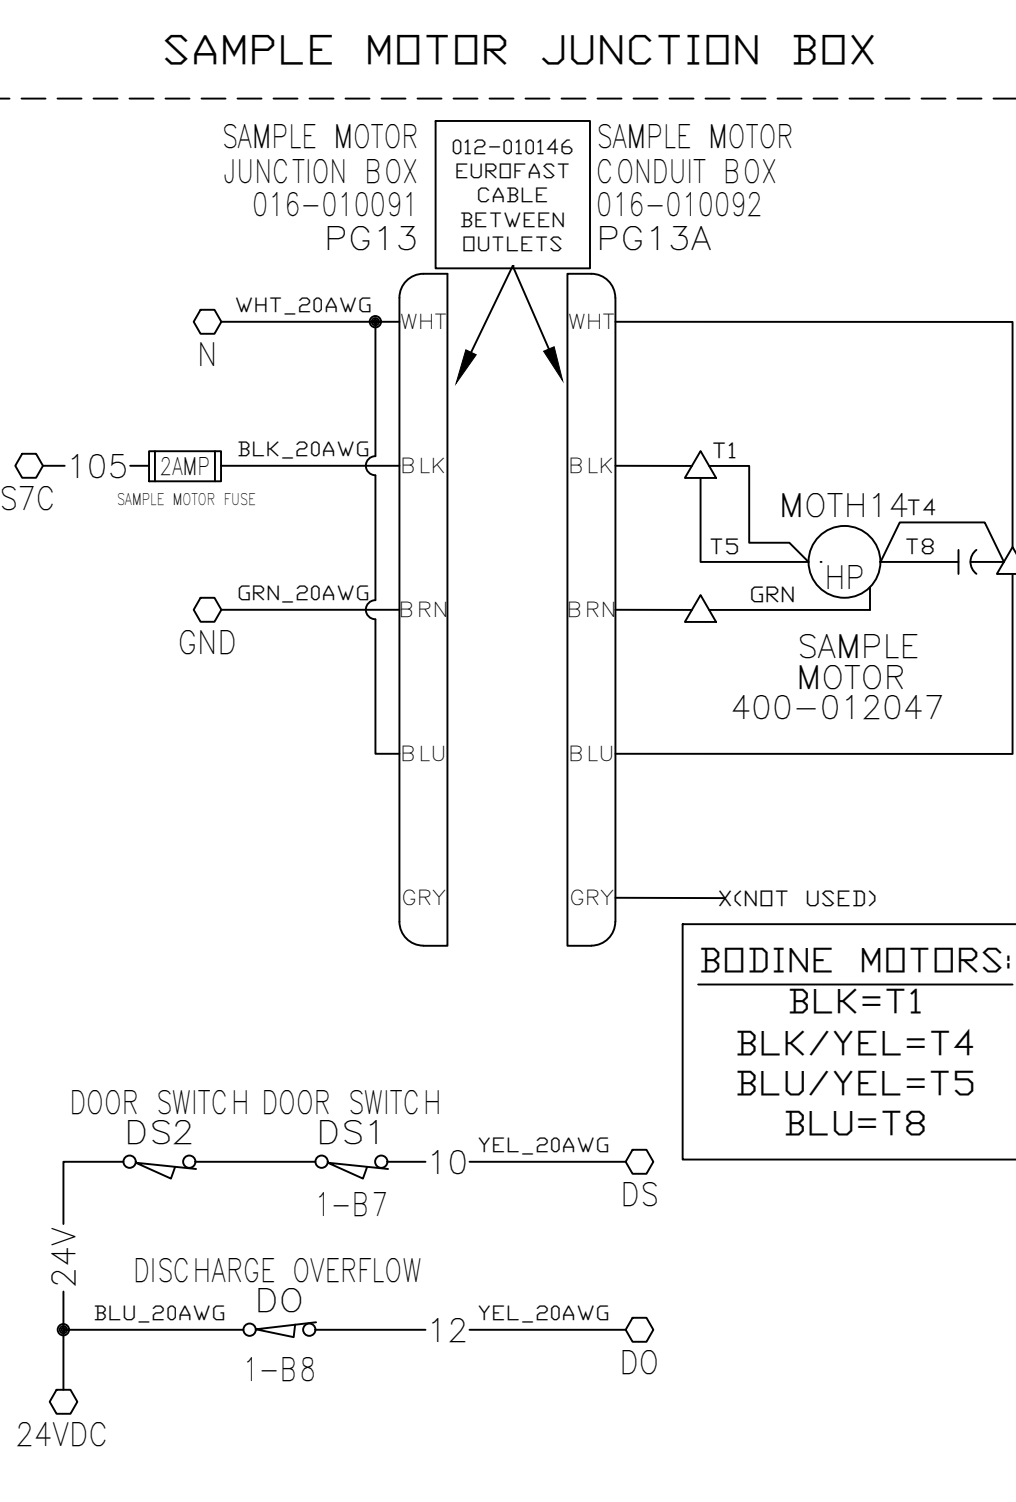 SAMPLE MOTOR JUNCTION BOX
SAMPLE MOTOR
JUNCTION BOX
016-010091
PG13
012-010146
EUROFAST
CABLE
BETWEEN
OUTLETS
SAMPLE MOTOR
CONDUIT BOX
016-010092
PG13A
WHT_20AWG
N
WHT
WHT
S7C
105
2AMP
SAMPLE MOTOR FUSE
BLK_20AWG
BLK
BLK
T1
T5
MOTH14
HP
T4
T8
GRN_20AWG
GND
BRN
BRN
GRN
SAMPLE
MOTOR
400-012047
BLU
BLU
GRY
GRY
X(NOT USED)
BODINE MOTORS:
BLK=T1
BLK/YEL=T4
BLU/YEL=T5
BLU=T8
DOOR SWITCH DOOR SWITCH
DS2 DS1
10
YEL_20AWG
DS
1-B7
24V
DISCHARGE OVERFLOW
DO
BLU_20AWG
12
YEL_20AWG
DO
1-B8
24VDC